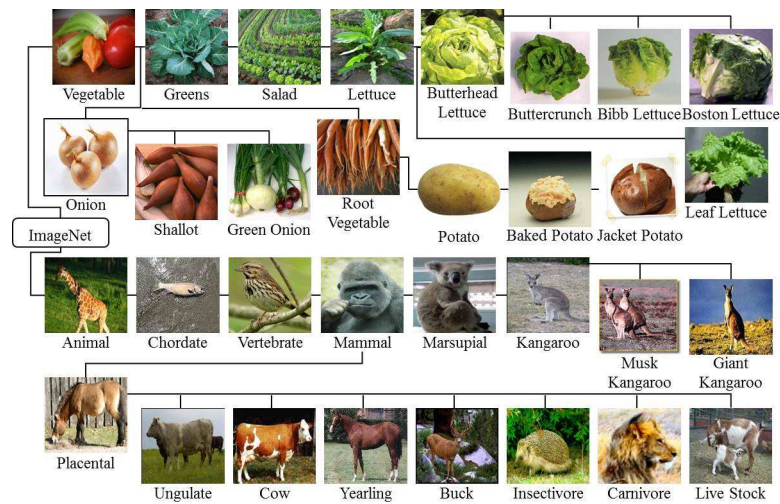 Vegetable
Greens
Salad
Lettuce
Butterhead
Lettuce
Buttercrunch
Bibb Lettuce
Boston Lettuce
Onion
Shallot
Green Onion
Root
Vegetable
Potato
Baked Potato
Jacket Potato
Leaf Lettuce
ImageNet
Animal
Chordate
Vertebrate
Mammal
Marsupial
Kangaroo
Musk
Kangaroo
Giant
Kangaroo
Placental
Ungulate
Cow
Yearling
Buck
Insectivore
Carnivore
Live Stock